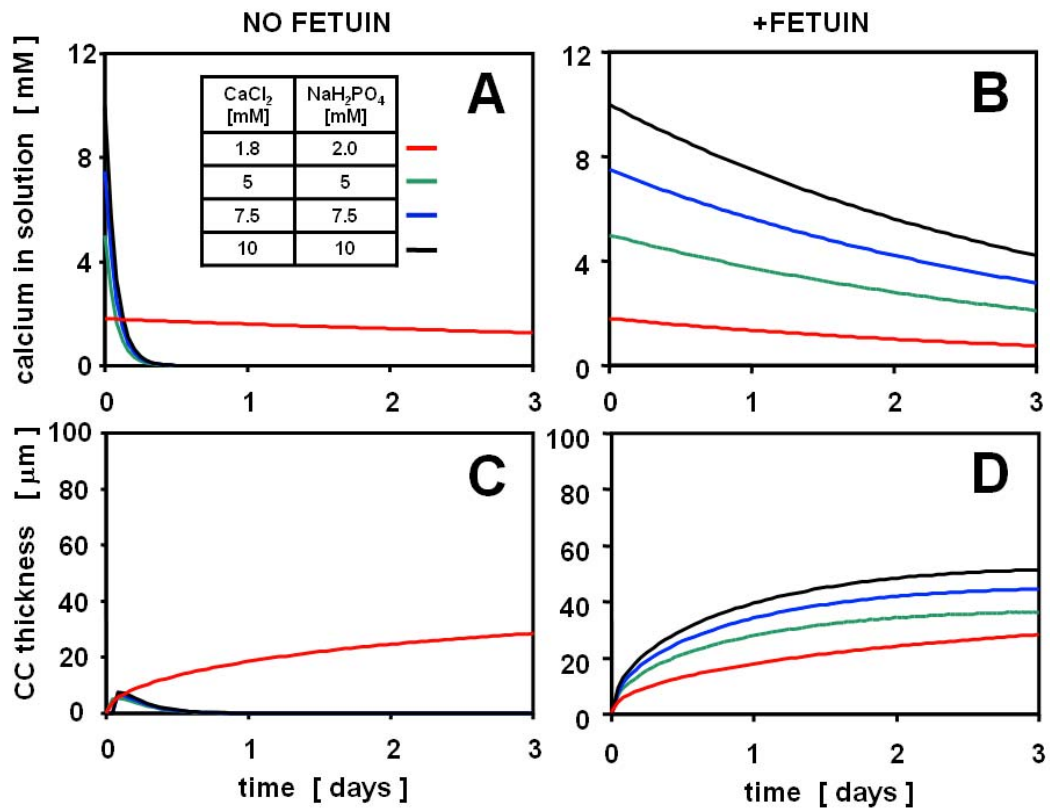 NO FETUIN
+FETUIN
calcium in solution [ mM]
12
8
4
0
0 1 2 3
A
CaCl₂ [mM]
NaH₂PO₄ [mM]
1.8 2.0
5 5
7.5 7.5
10 10
12
8
4
0
0 1 2 3
B
CC thickness [ μm]
100
80
60
40
20
0
0 1 2 3
C
time [ days ]
100
80
60
40
20
0
0 1 2 3
D
time [ days ]